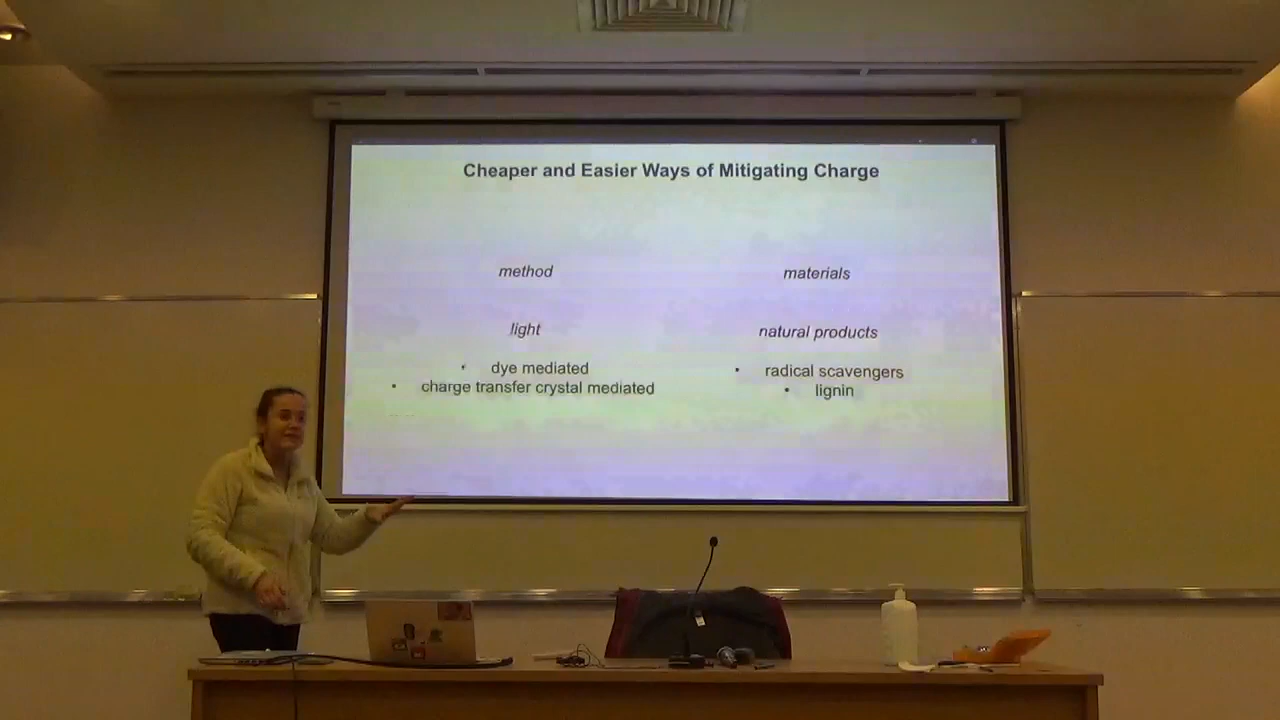 Cheaper and Easier Ways of Mitigating Charge
method
materials
light
natural products
• dye mediated
• charge transfer crystal mediated
• radical scavengers
• lignin